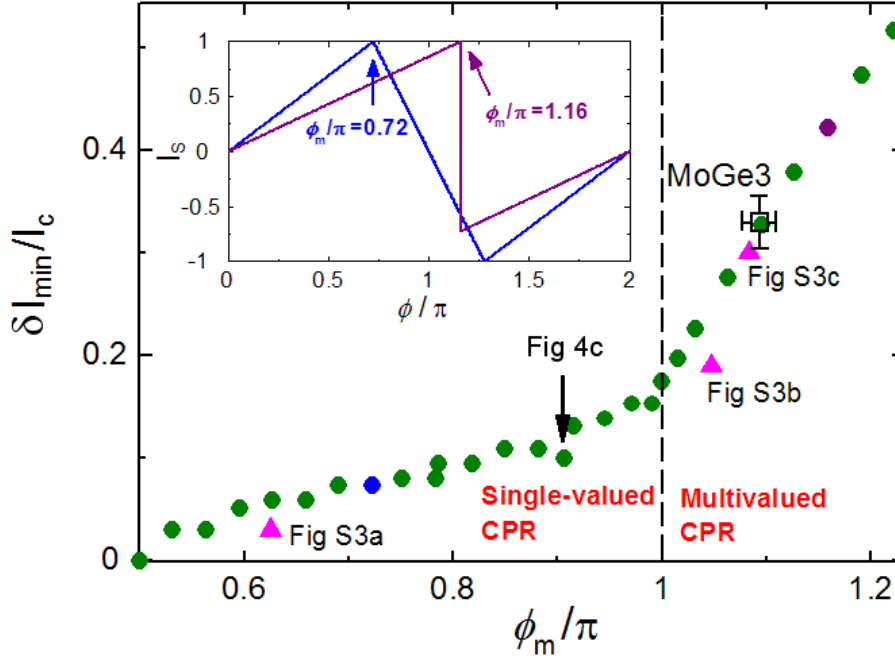 1
0.5
0
-0.5
-1
I_S
ϕ_m/π=0.72
ϕ_m/π=1.16
0
0.5
1
1.5
2
ϕ / π
MoGe3
Fig S3c
Fig 4c
Fig S3b
Single-valued
CPR
Multivalued
CPR
Fig S3a
δ I_min/I_c
0.4
0.2
0
0.6
0.8
1
1.2
ϕ_m/π